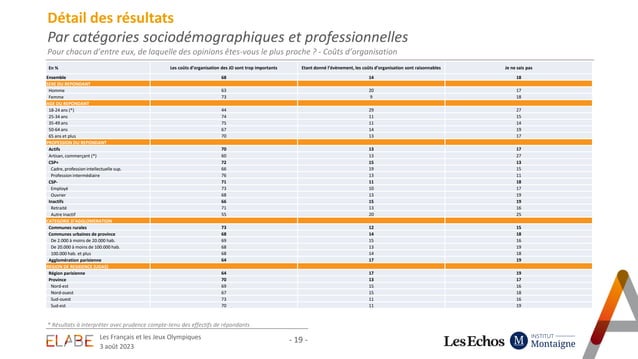 Détail des résultats
Par catégories sociodémographiques et professionnelles
Pour chacun d'entre eux, de laquelle des opinions êtes-vous le plus proche ? - Coûts d'organisation
En % Les coûts d'organisation des JO sont trop importants Etant donné l'évènement, les coûts d'organisation sont raisonnables Je ne sais pas
Ensemble 68 14 18
SEXE DU REPONDANT
Homme 63 20 17
Femme 73 9 18
AGE DU REPONDANT
18-24 ans (*) 44 29 27
25-34 ans 74 11 15
35-49 ans 75 11 14
50-64 ans 67 14 19
65 ans et plus 70 13 17
PROFESSION DU REPONDANT
Actifs 70 13 17
Artisan, commerçant (*) 60 13 27
CSP+ 72 15 13
Cadre, profession intellectuelle sup. 66 19 15
Profession intermédiaire 76 13 11
CSP- 71 11 18
Employé 73 10 17
Ouvrier 68 13 19
Inactifs 66 15 19
Retraité 71 13 16
Autre inactif 55 20 25
CATEGORIE D'AGGLOMERATION
Communes rurales 73 12 15
Communes urbaines de province 68 14 18
De 2.000 à moins de 20.000 hab. 69 15 16
De 20.000 à moins de 100.000 hab. 68 13 19
100.000 hab. et plus 68 14 18
Agglomération parisienne 64 17 19
Région parisienne 64 17 19
Province 70 13 17
Nord-est 69 15 16
Nord-ouest 67 15 18
Sud-ouest 73 11 16
Sud-est 70 11 19
* Résultats à interpréter avec prudence compte-tenu des effectifs de répondants
ELABE
Les Français et les Jeux Olympiques
3 août 2023
- 19 -
Les Echos
M INSTITUT
Montaigne